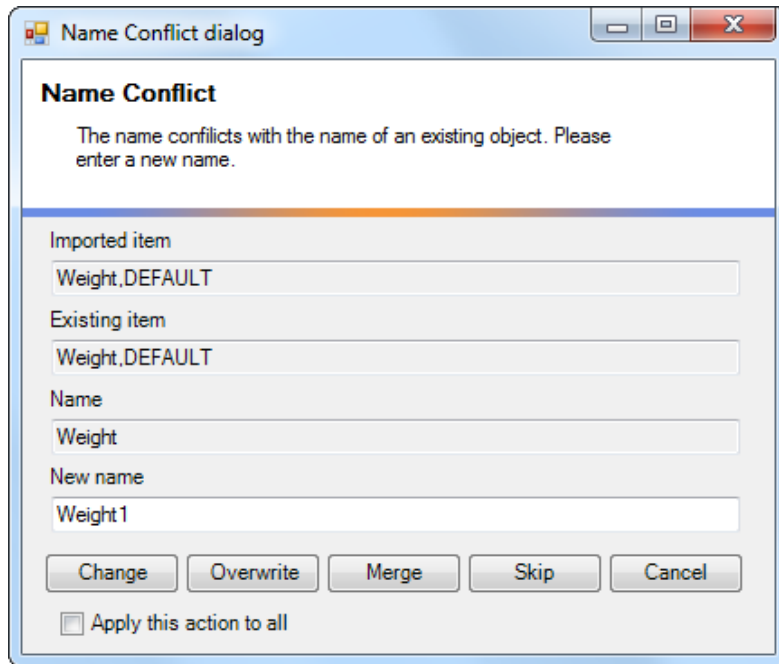 Name Conflict dialog
Name Conflict
The name confilicts with the name of an existing object. Please
enter a new name.
Imported item
Weight,DEFAULT
Existing item
Weight,DEFAULT
Name
Weight
New name
Weight1
Change Overwrite Merge Skip Cancel
Apply this action to all